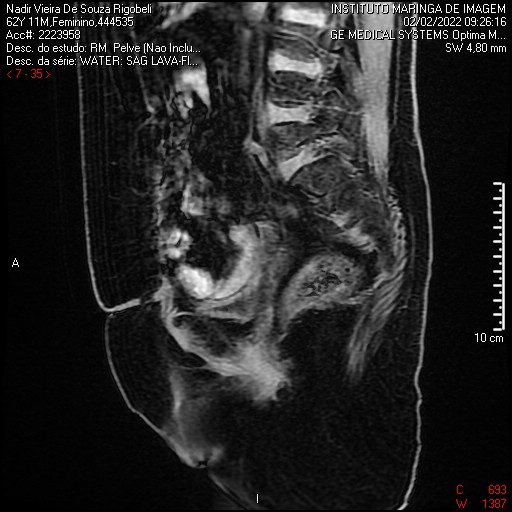 Nadir Vieira De Souza Rigobeli
62Y 11M,Feminino,444535
Acc#: 2223958
Desc. do estudo: RM Pelve (Nao Inclu...
Desc. da série: WATER: SAG LAVA-Fl...
< 7 - 35 >
INSTITUTO MARINGA DE IMAGEM
02/02/2022 09:26:16
GE MEDICAL SYSTEMS Optima M...
SW 4,80 mm
A
10 cm
I
C 693
W 1387